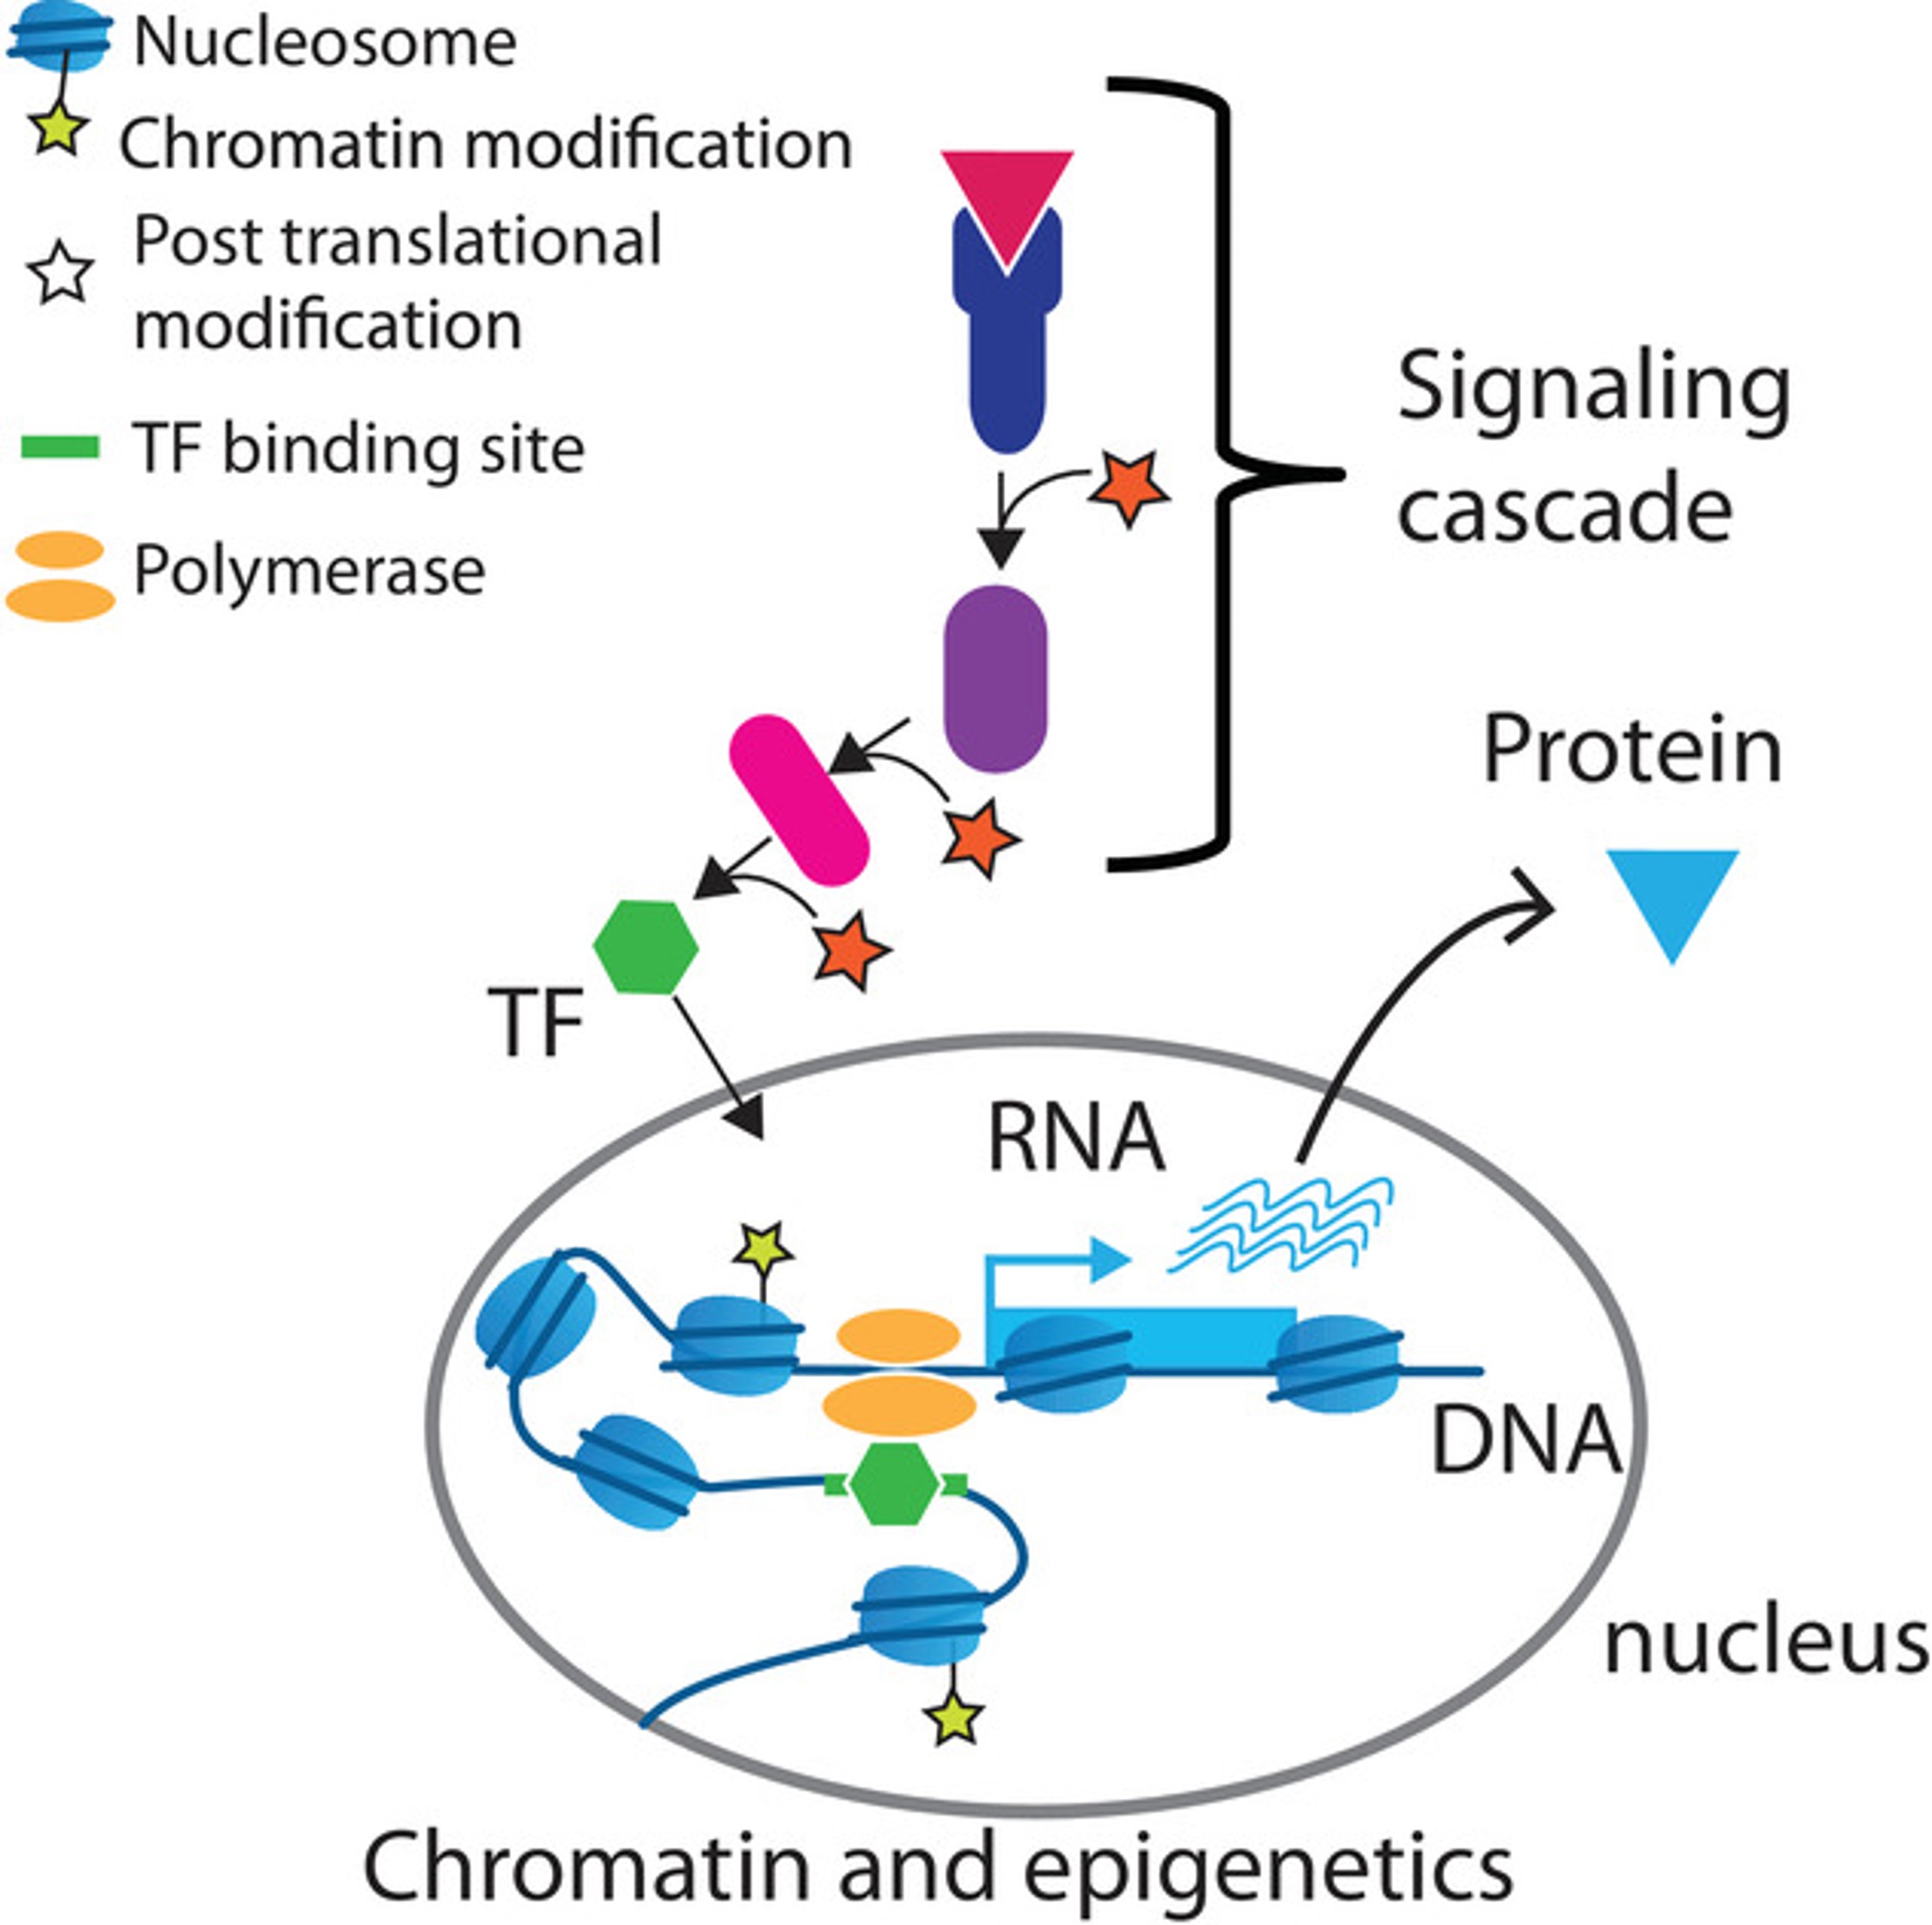 Nucleosome
Chromatin modification
Post translational
modification
TF binding site
Polymerase
Signaling
cascade
Protein
TF
RNA
DNA
nucleus
Chromatin and epigenetics